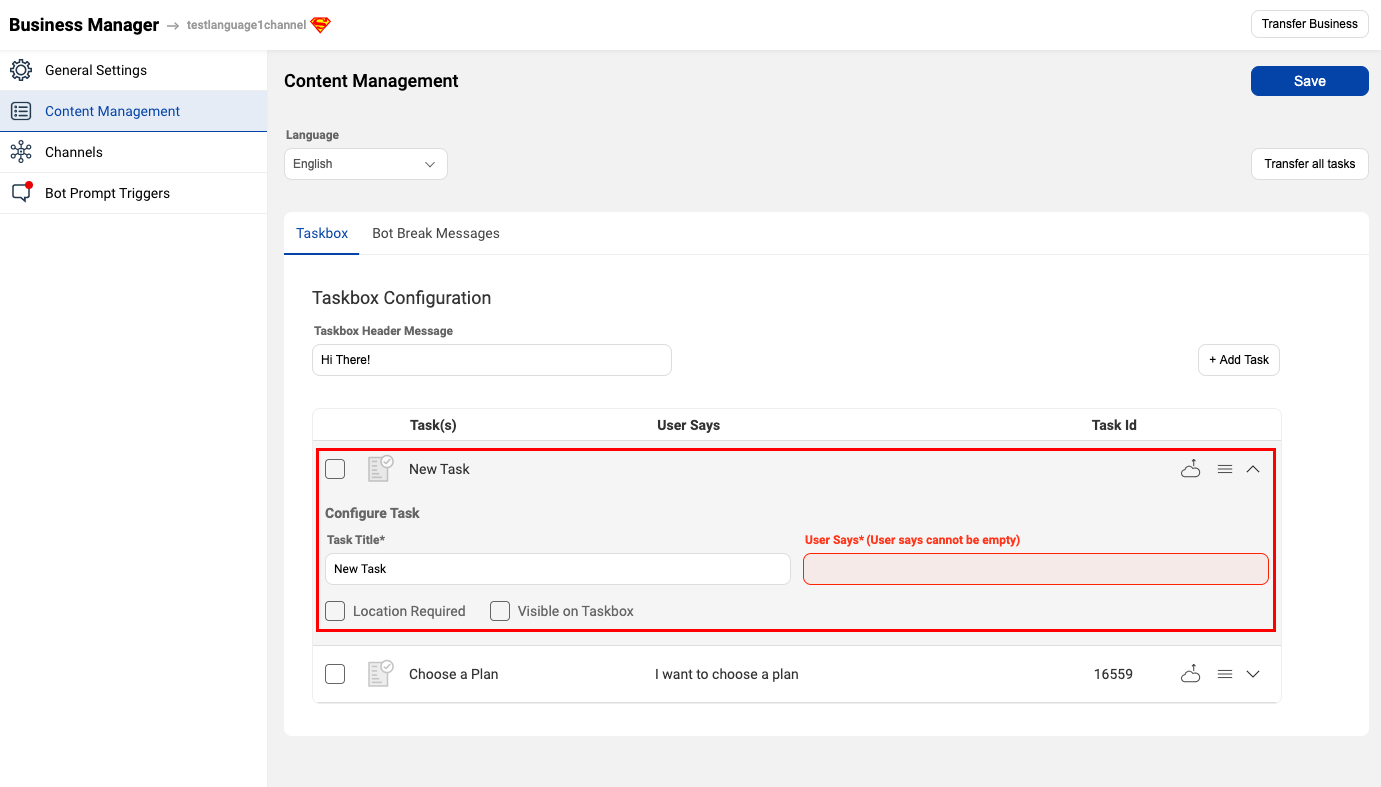 Business Manager → testlanguage1channel
Transfer Business
General Settings
Content Management
Channels
Bot Prompt Triggers
Content Management
Save
Language
English
Transfer all tasks
Taskbox Bot Break Messages
Taskbox Configuration
Taskbox Header Message
Hi There!
+ Add Task
Task(s) User Says Task Id
New Task
Configure Task
Task Title* User Says* (User says cannot be empty)
New Task
Location Required Visible on Taskbox
Choose a Plan I want to choose a plan 16559